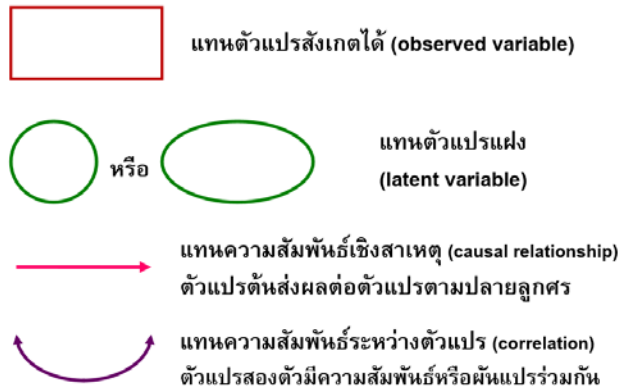 แทนตัวแปรสังเกตได้ (observed variable)
หรือ
แทนตัวแปรแฝง
(latent variable)
แทนความสัมพันธ์เชิงสาเหตุ (causal relationship)
ตัวแปรต้นส่งผลต่อตัวแปรตามปลายลูกศร
แทนความสัมพันธ์ระหว่างตัวแปร (correlation)
ตัวแปรสองตัวมีความสัมพันธ์หรือผันแปรร่วมกัน